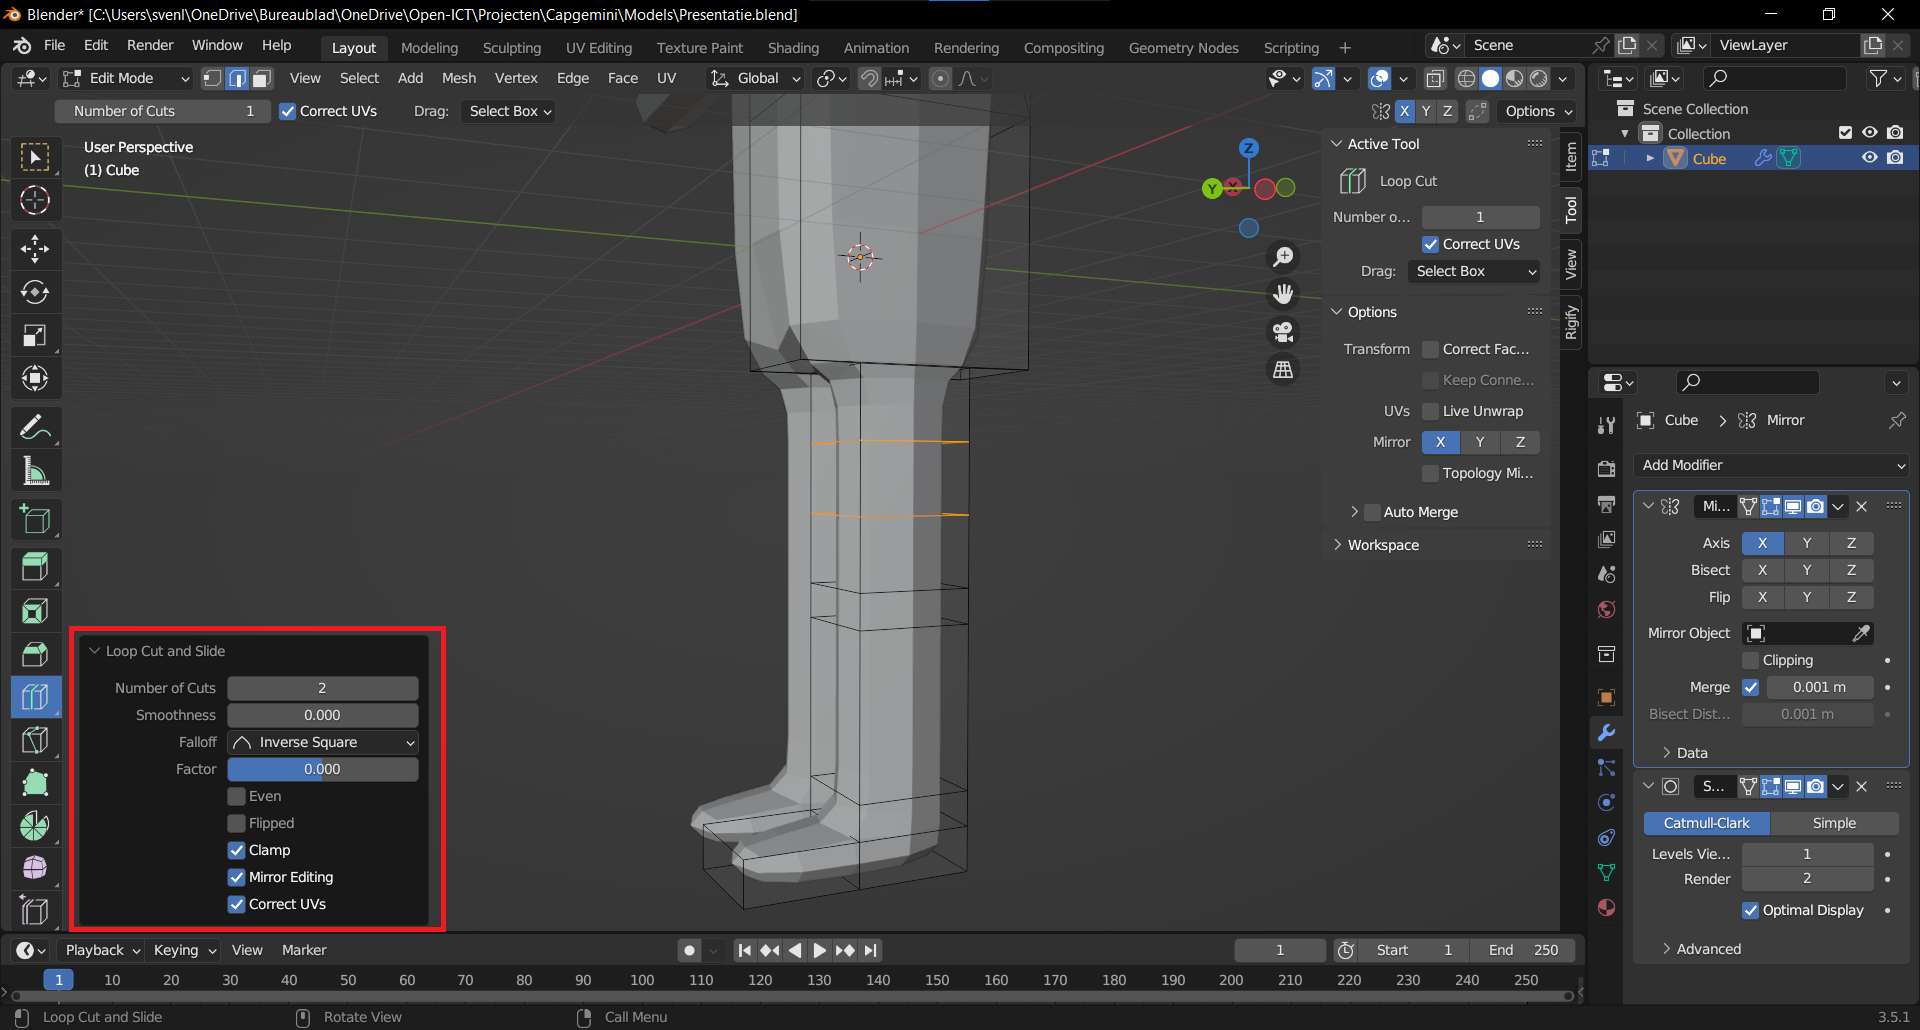 Blender* [C:\Users\svenl\OneDrive\Bureaublad\OneDrive\Open-ICT\Projecten\Capgemini\Models\Presentatie.blend]
File Edit Render Window Help
Layout Modeling Sculpting UV Editing Texture Paint Shading Animation Rendering Compositing Geometry Nodes Scripting +
Scene
ViewLayer
Edit Mode View Select Add Mesh Vertex Edge Face UV Global
Number of Cuts 1 Correct UVs Drag: Select Box
X Y Z Options
User Perspective
(1) Cube
Z
Y X
Active Tool
Loop Cut
Number o... 1
Correct UVs
Drag: Select Box
Options
Transform Correct Fac...
Keep Conne...
UVs Live Unwrap
Mirror X Y Z
Topology Mi...
Auto Merge
Workspace
Item
Tool
View
Rigify
Scene Collection
Collection
Cube
Cube > Mirror
Add Modifier
Mi...
Axis X Y Z
Bisect X Y Z
Flip X Y Z
Mirror Object
Clipping
Merge 0.001 m
Bisect Dist... 0.001 m
Data
S...
Catmull-Clark Simple
Levels Vie... 1
Render 2
Optimal Display
Advanced
Loop Cut and Slide
Number of Cuts 2
Smoothness 0.000
Falloff Inverse Square
Factor 0.000
Even
Flipped
Clamp
Mirror Editing
Correct UVs
Playback Keying View Marker
1 Start 1 End 250
1 10 20 30 40 50 60 70 80 90 100 110 120 130 140 150 160 170 180 190 200 210 220 230 240 250
Loop Cut and Slide Rotate View Call Menu
3.5.1